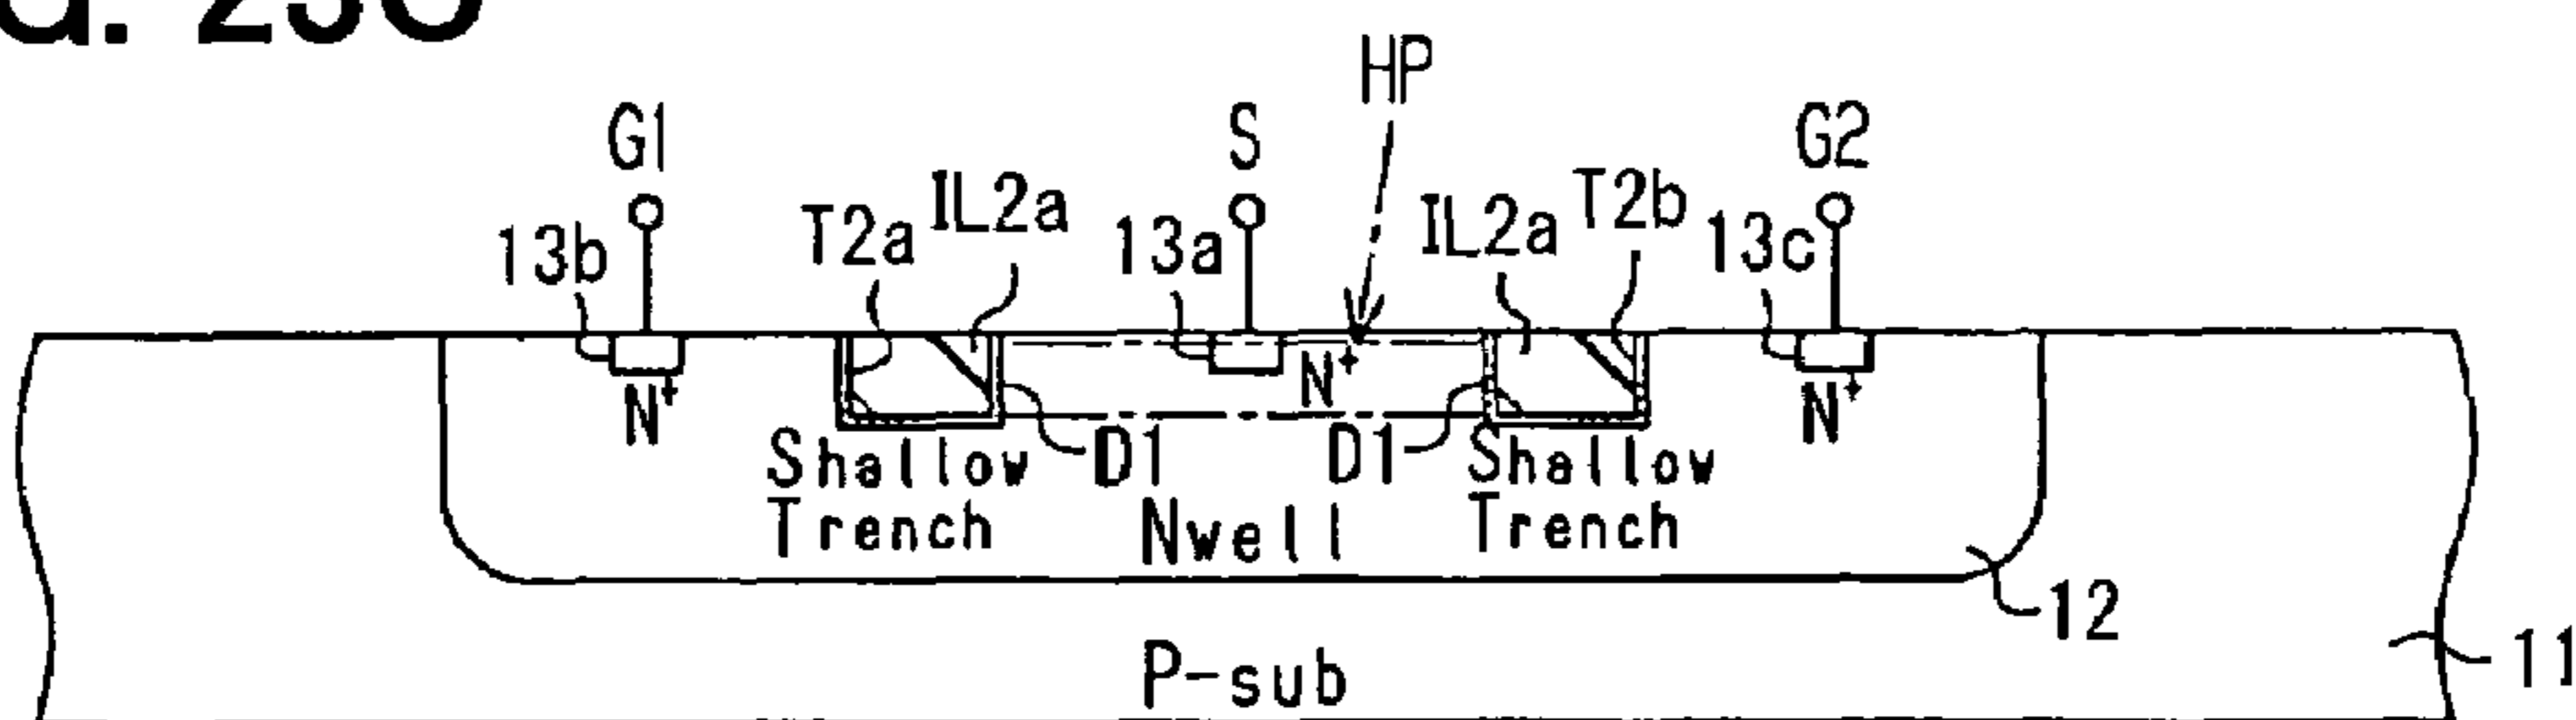 G. 23C
HP
G1
S
G2
13b
T2a
IL2a
13a
IL2a
T2b
13c
N+
N+
N+
Shallow
Trench
D1
D1
Shallow
Trench
Nwell
12
P-sub
11